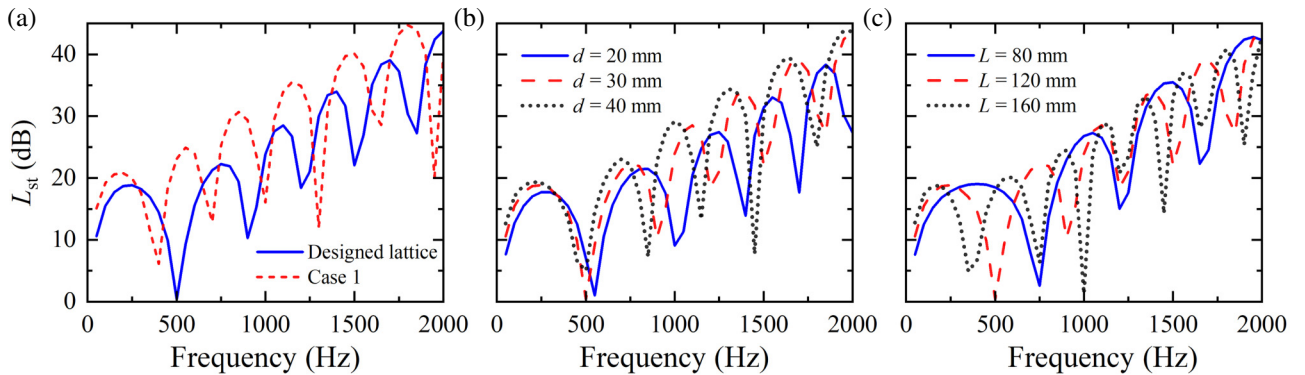 (a)
L_st (dB)
40
30
20
10
0
Designed lattice
Case 1
0 500 1000 1500 2000
Frequency (Hz)
(b)
d = 20 mm
d = 30 mm
d = 40 mm
0 500 1000 1500 2000
Frequency (Hz)
(c)
L = 80 mm
L = 120 mm
L = 160 mm
0 500 1000 1500 2000
Frequency (Hz)